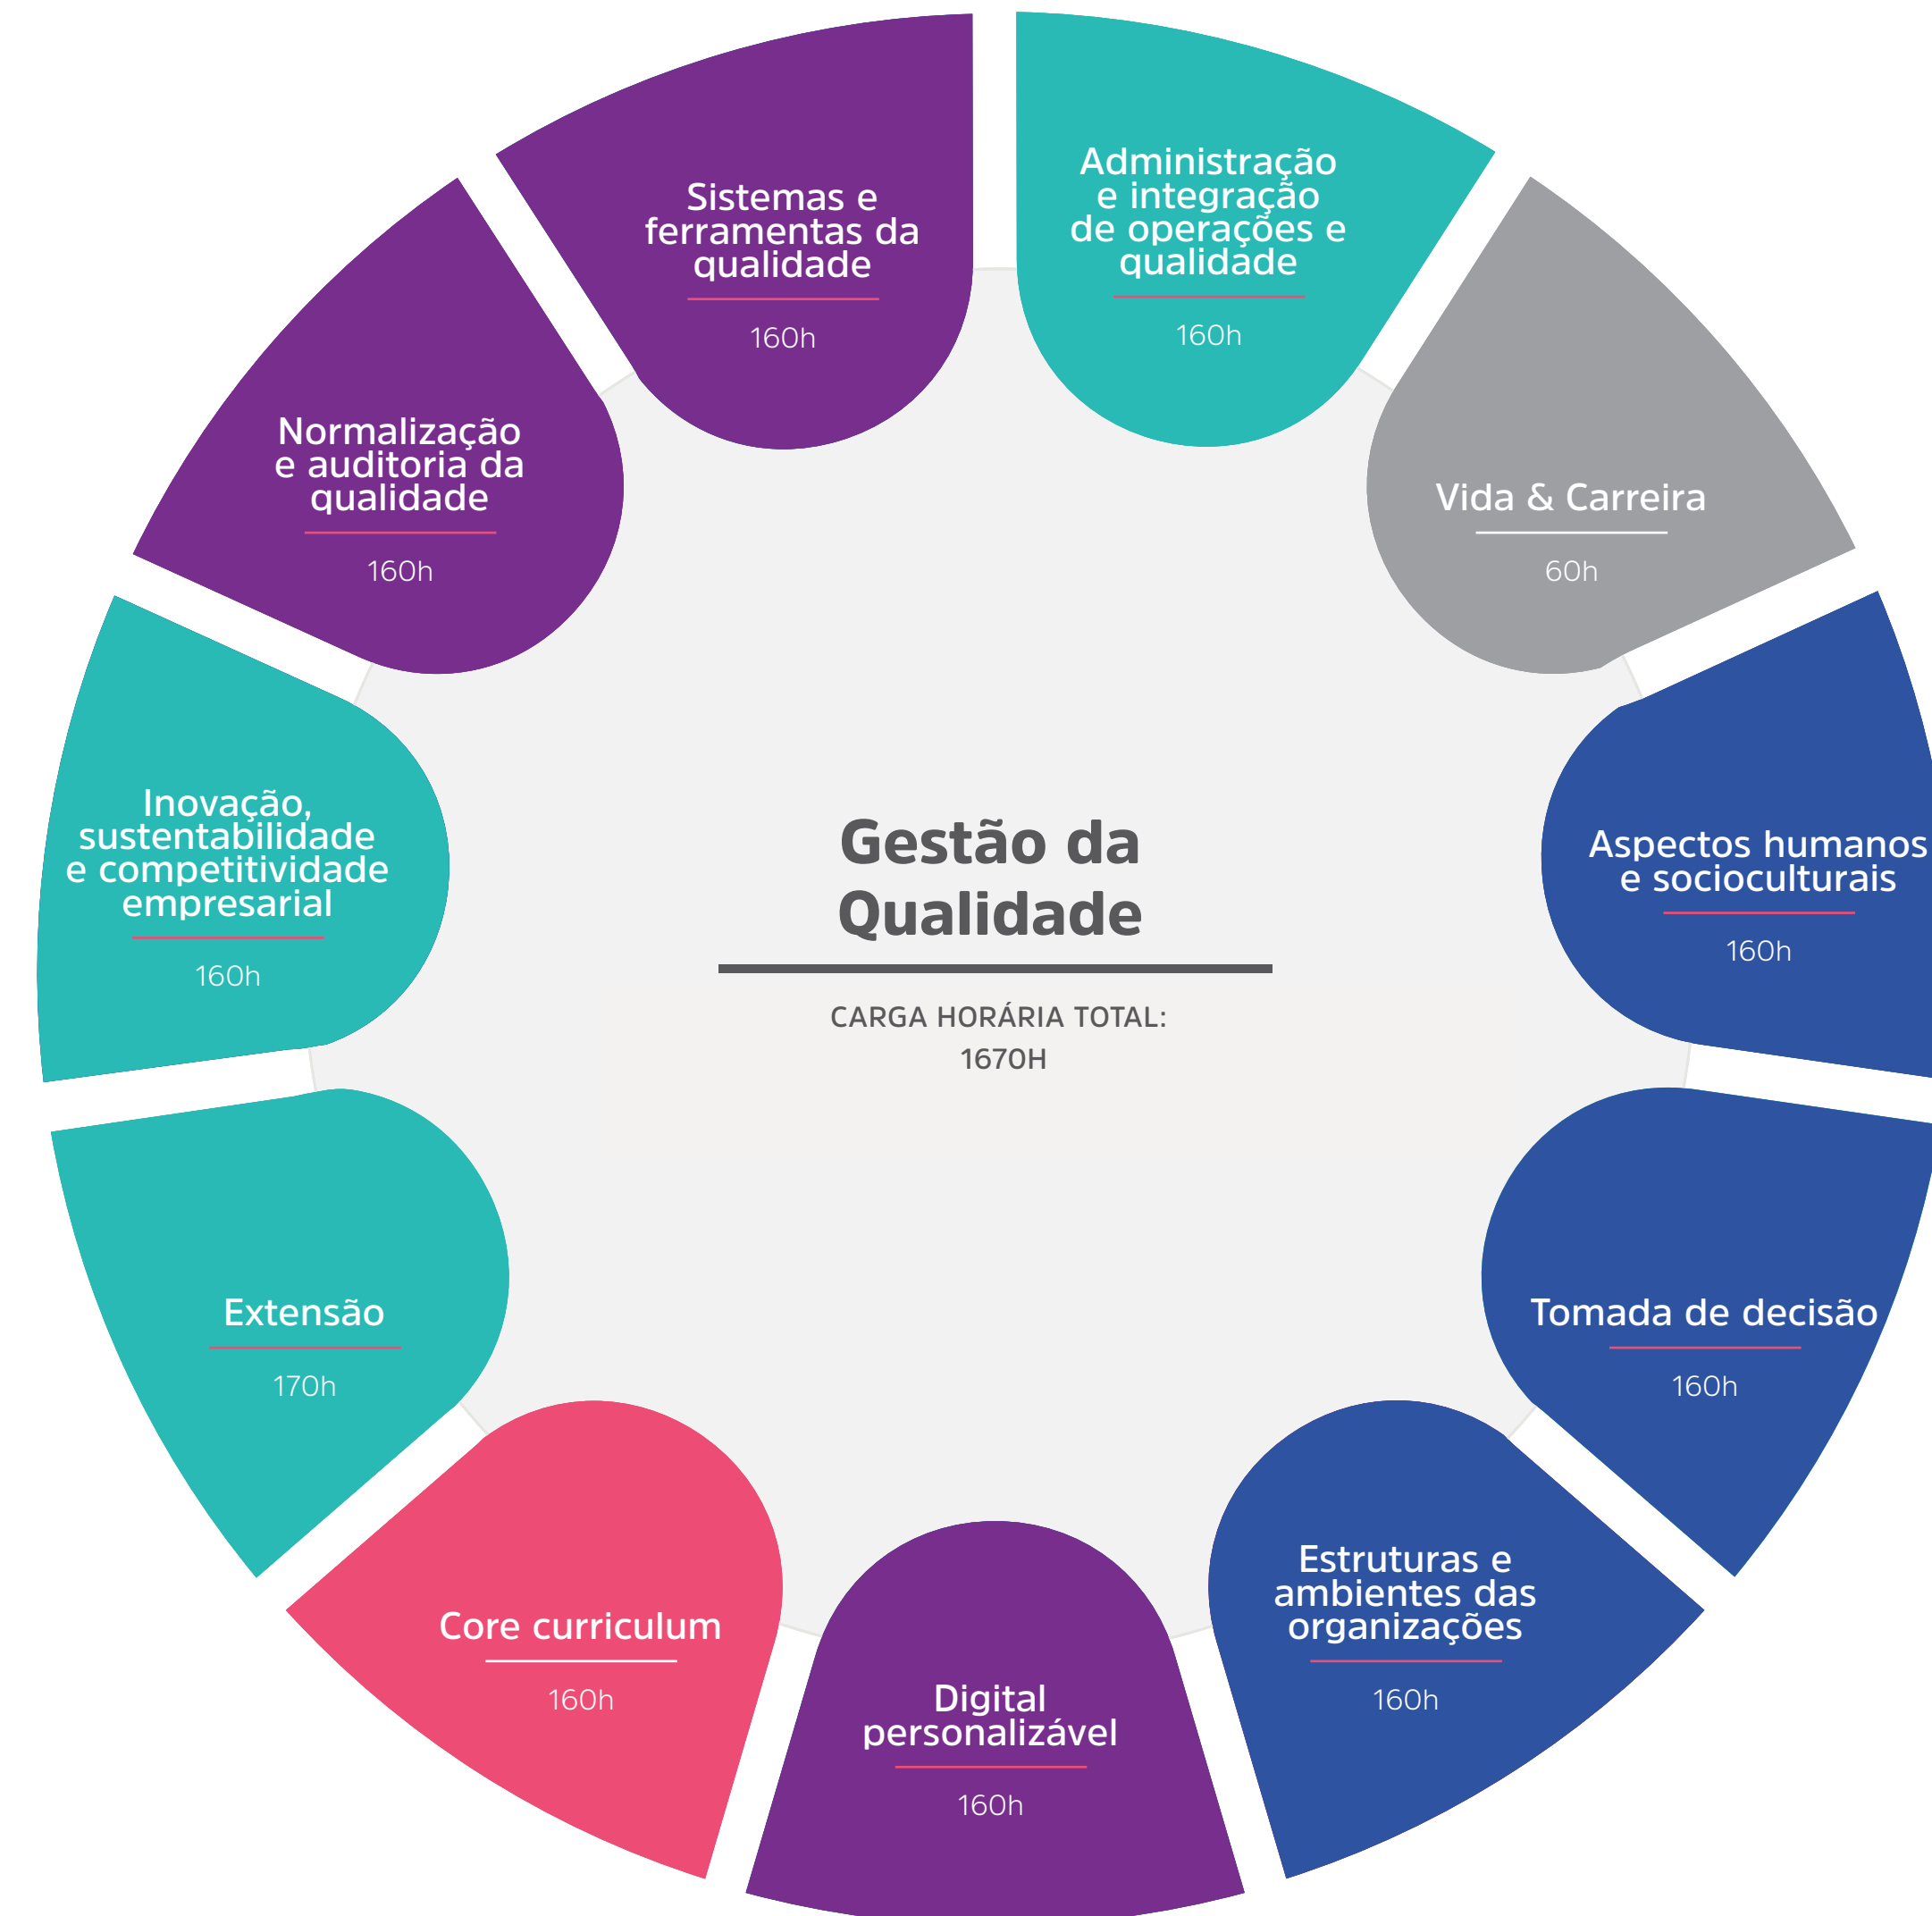 Sistemas e
ferramentas da
qualidade
160h
Administração
e integração
de operações e
qualidade
160h
Vida & Carreira
60h
Aspectos humanos
e socioculturais
160h
Tomada de decisão
160h
Estruturas e
ambientes das
organizações
160h
Digital
personalizável
160h
Core curriculum
160h
Extensão
170h
Inovação,
sustentabilidade
e competitividade
empresarial
160h
Normalização
e auditoria da
qualidade
160h
Gestão da
Qualidade
CARGA HORÁRIA TOTAL:
1670H